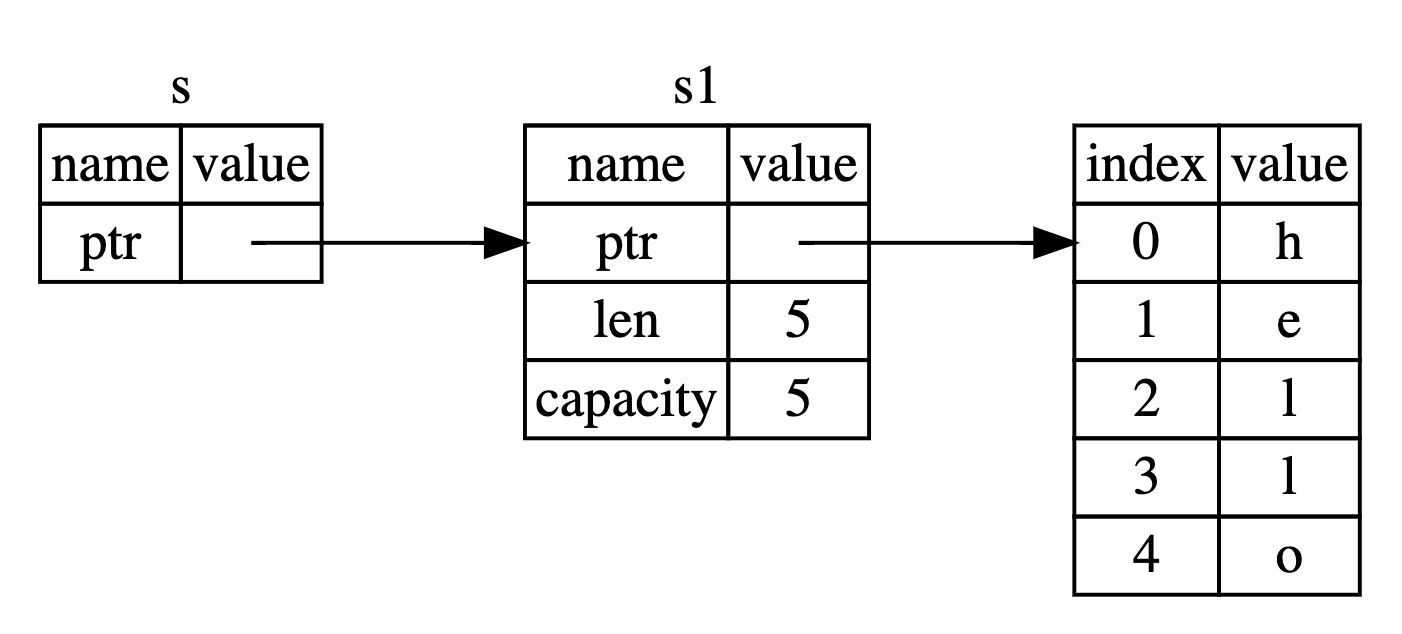 s
name value
ptr
s1
name value
ptr
len 5
capacity 5
index value
0 h
1 e
2 l
3 l
4 o